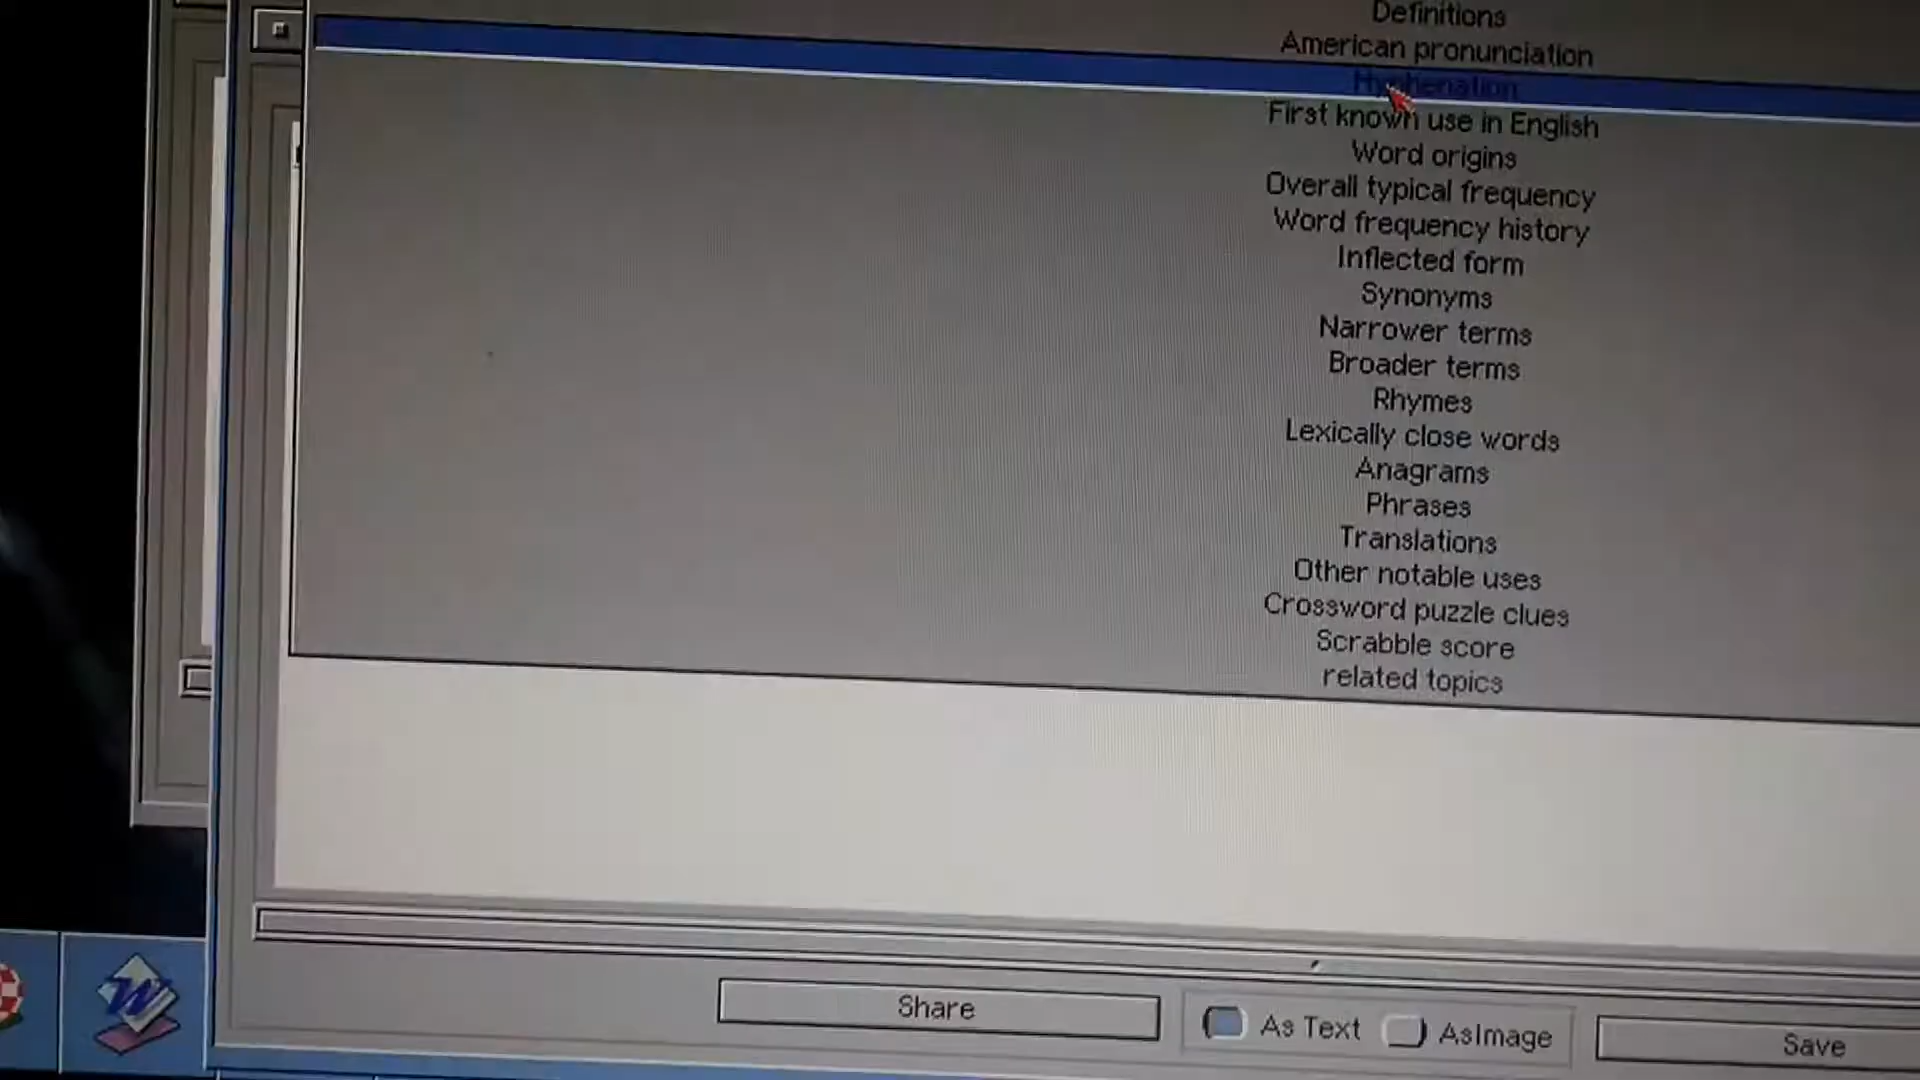 Definitions
American pronunciation
Hyphenation
First known use in English
Word origins
Overall typical frequency
Word frequency history
Inflected form
Synonyms
Narrower terms
Broader terms
Rhymes
Lexically close words
Anagrams
Phrases
Translations
Other notable uses
Crossword puzzle clues
Scrabble score
related topics
Share
As Text
AsImage
Save
W